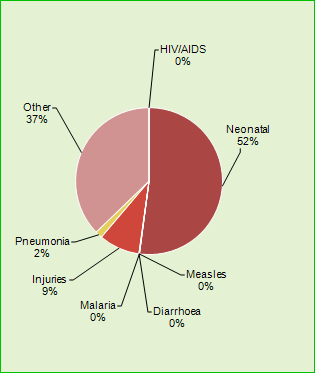 HIV/AIDS
0%
Other
37%
Neonatal
52%
Pneumonia
2%
Injuries
9%
Measles
0%
Malaria
0%
Diarrhoea
0%